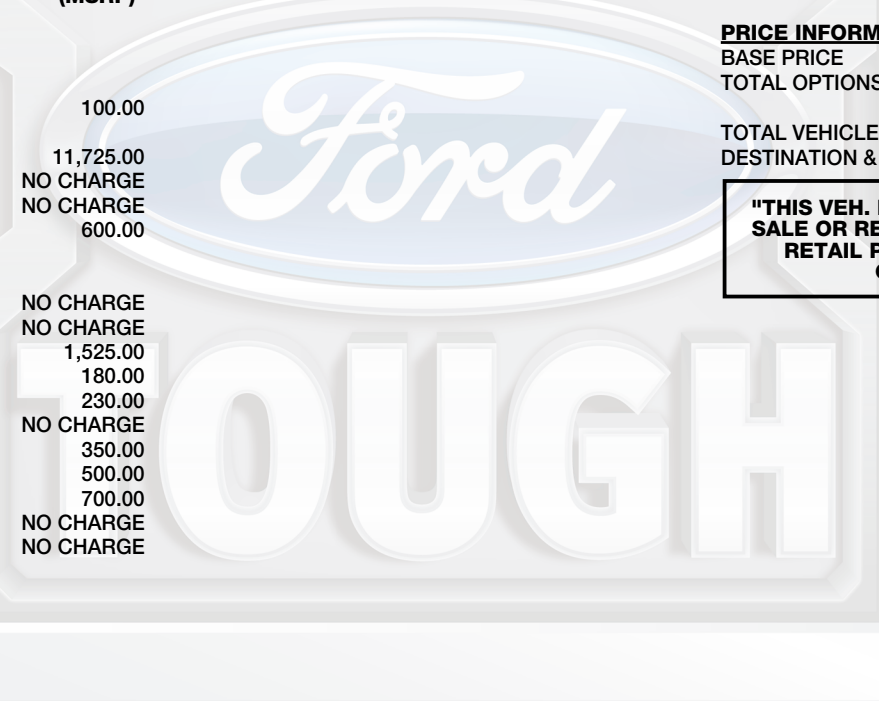 (MSRP)
100.00
11,725.00
NO CHARGE
NO CHARGE
600.00
NO CHARGE
NO CHARGE
1,525.00
180.00
230.00
NO CHARGE
350.00
500.00
700.00
NO CHARGE
NO CHARGE
PRICE INFORM
BASE PRICE
TOTAL OPTIONS
TOTAL VEHICLE
DESTINATION &
"THIS VEH.
SALE OR RE
RETAIL P
Ford
TOUGH